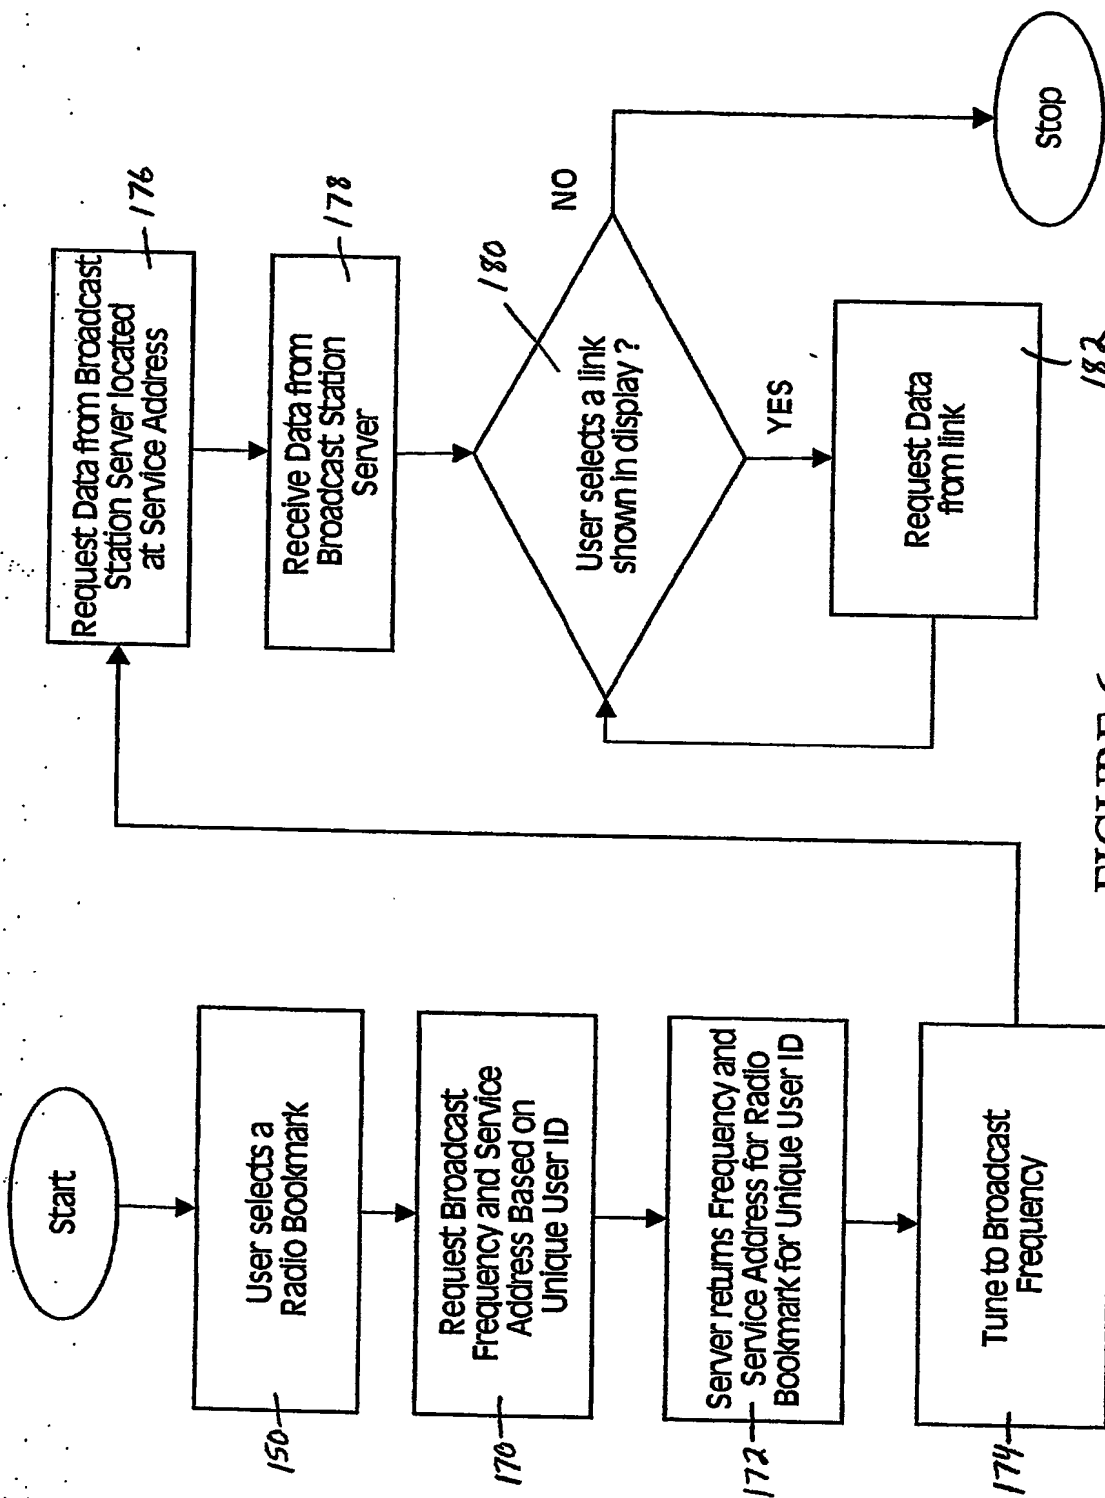 Start
User selects a
Radio Bookmark
150
Request Broadcast
Frequency and Service
Address Based on
Unique User ID
170
Server returns Frequency and
Service Address for Radio
Bookmark for Unique User ID
172
Tune to Broadcast
Frequency
174
Request Data from Broadcast
Station Server located
at Service Address
176
Receive Data from
Broadcast Station
Server
178
User selects a link
shown in display ?
180
NO
YES
Request Data
from link
182
Stop
FIGURE 6